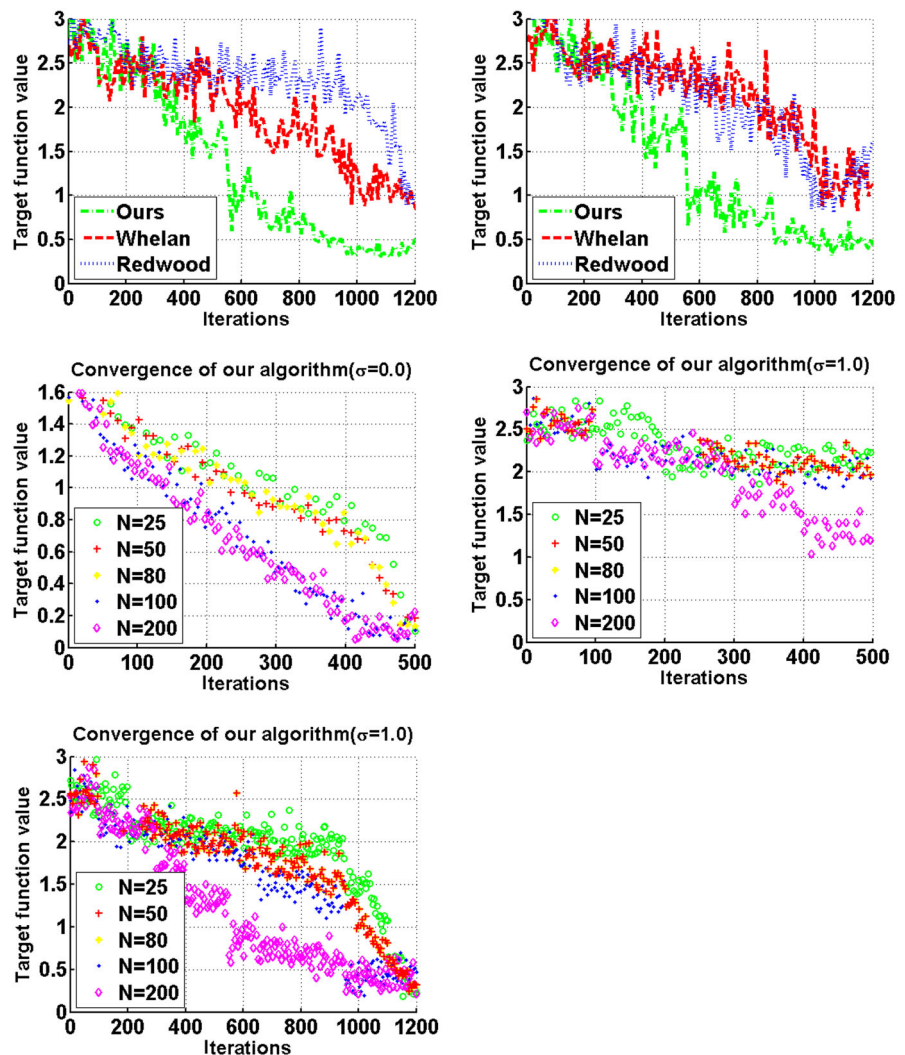 3
2.5
2
1.5
1
0.5
0
Target function value
Ours
Whelan
Redwood
0 200 400 600 800 1000 1200
Iterations
3
2.5
2
1.5
1
0.5
0
Target function value
Ours
Whelan
Redwood
0 200 400 600 800 1000 1200
Iterations
Convergence of our algorithm(σ=0.0)
1.6
1.4
1.2
1
0.8
0.6
0.4
0.2
0
Target function value
N=25
N=50
N=80
N=100
N=200
0 100 200 300 400 500
Iterations
Convergence of our algorithm(σ=1.0)
3
2.5
2
1.5
1
0.5
0
Target function value
N=25
N=50
N=80
N=100
N=200
0 100 200 300 400 500
Iterations
Convergence of our algorithm(σ=1.0)
3
2.5
2
1.5
1
0.5
0
Target function value
N=25
N=50
N=80
N=100
N=200
0 200 400 600 800 1000 1200
Iterations